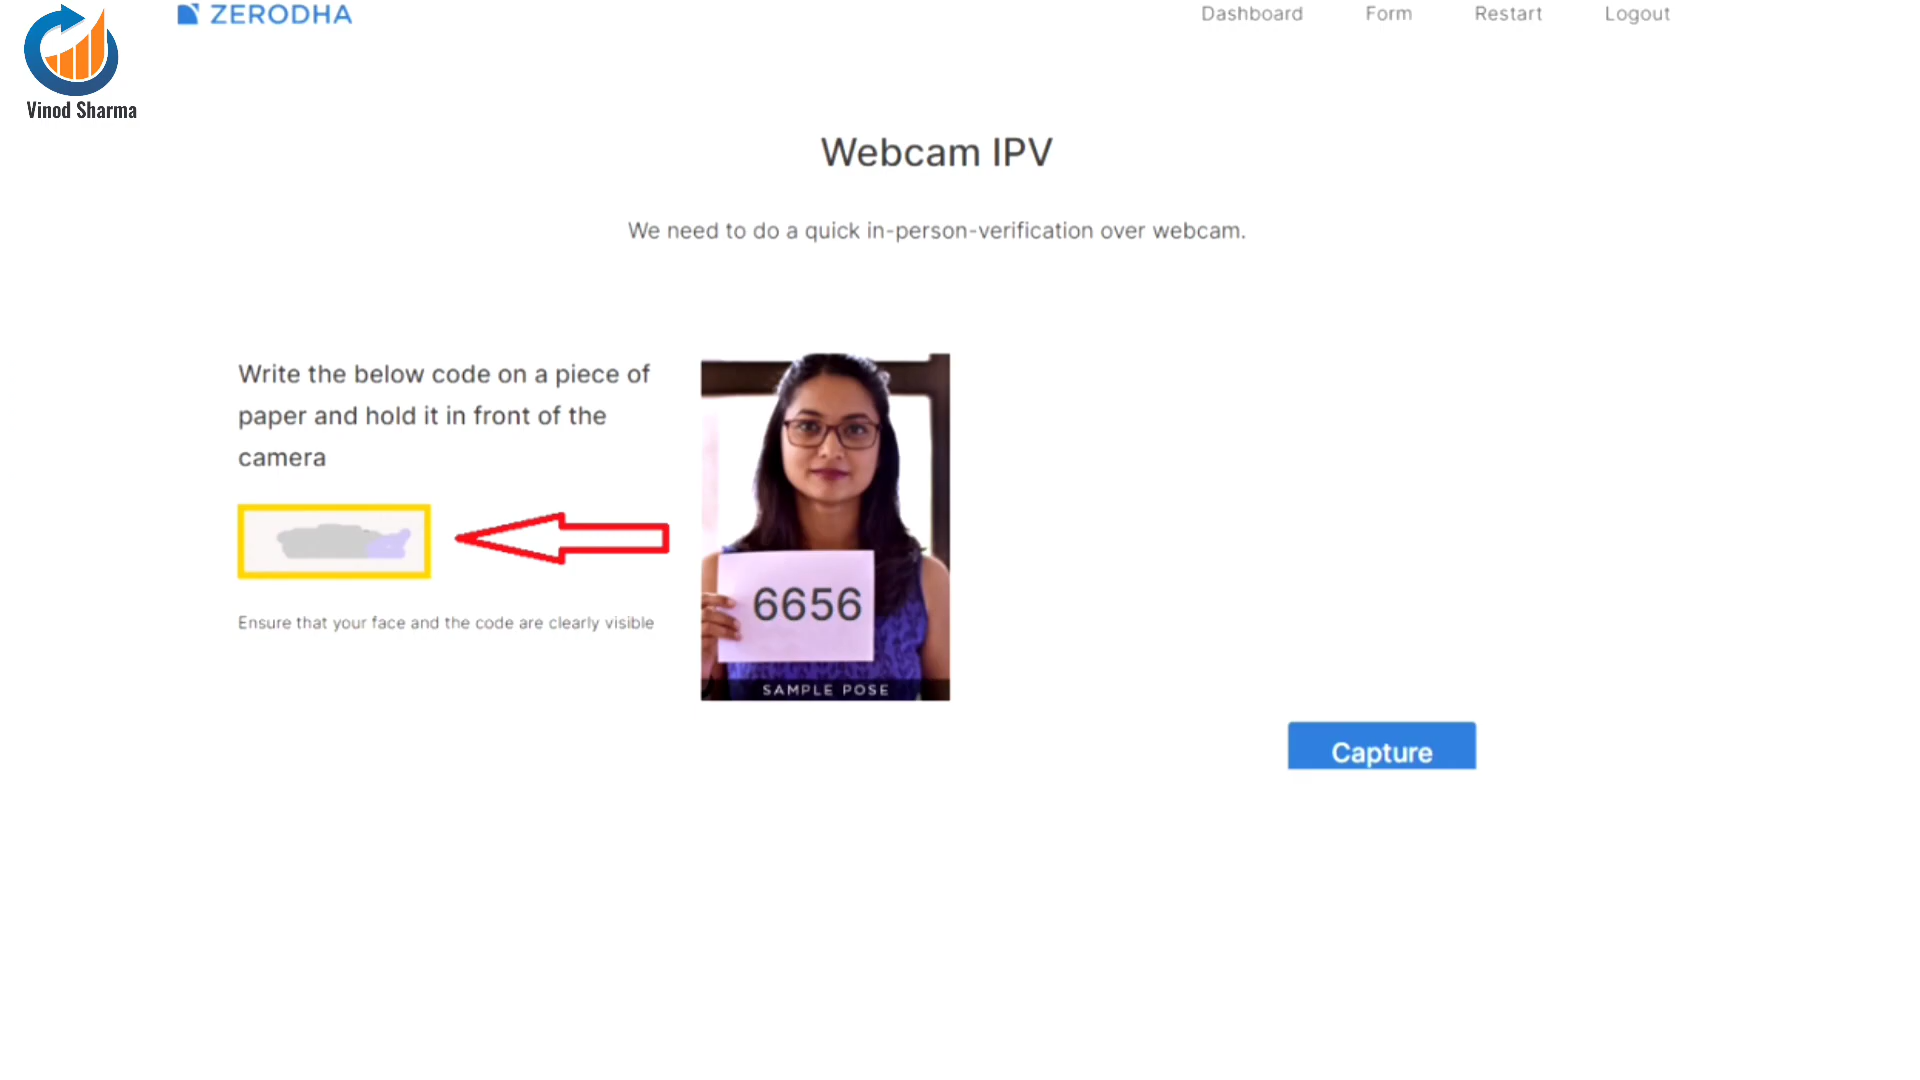 ZERODHA
Dashboard Form Restart Logout
Vinod Sharma
Webcam IPV
We need to do a quick in-person-verification over webcam.
Write the below code on a piece of
paper and hold it in front of the
camera
Ensure that your face and the code are clearly visible
6656
SAMPLE POSE
Capture